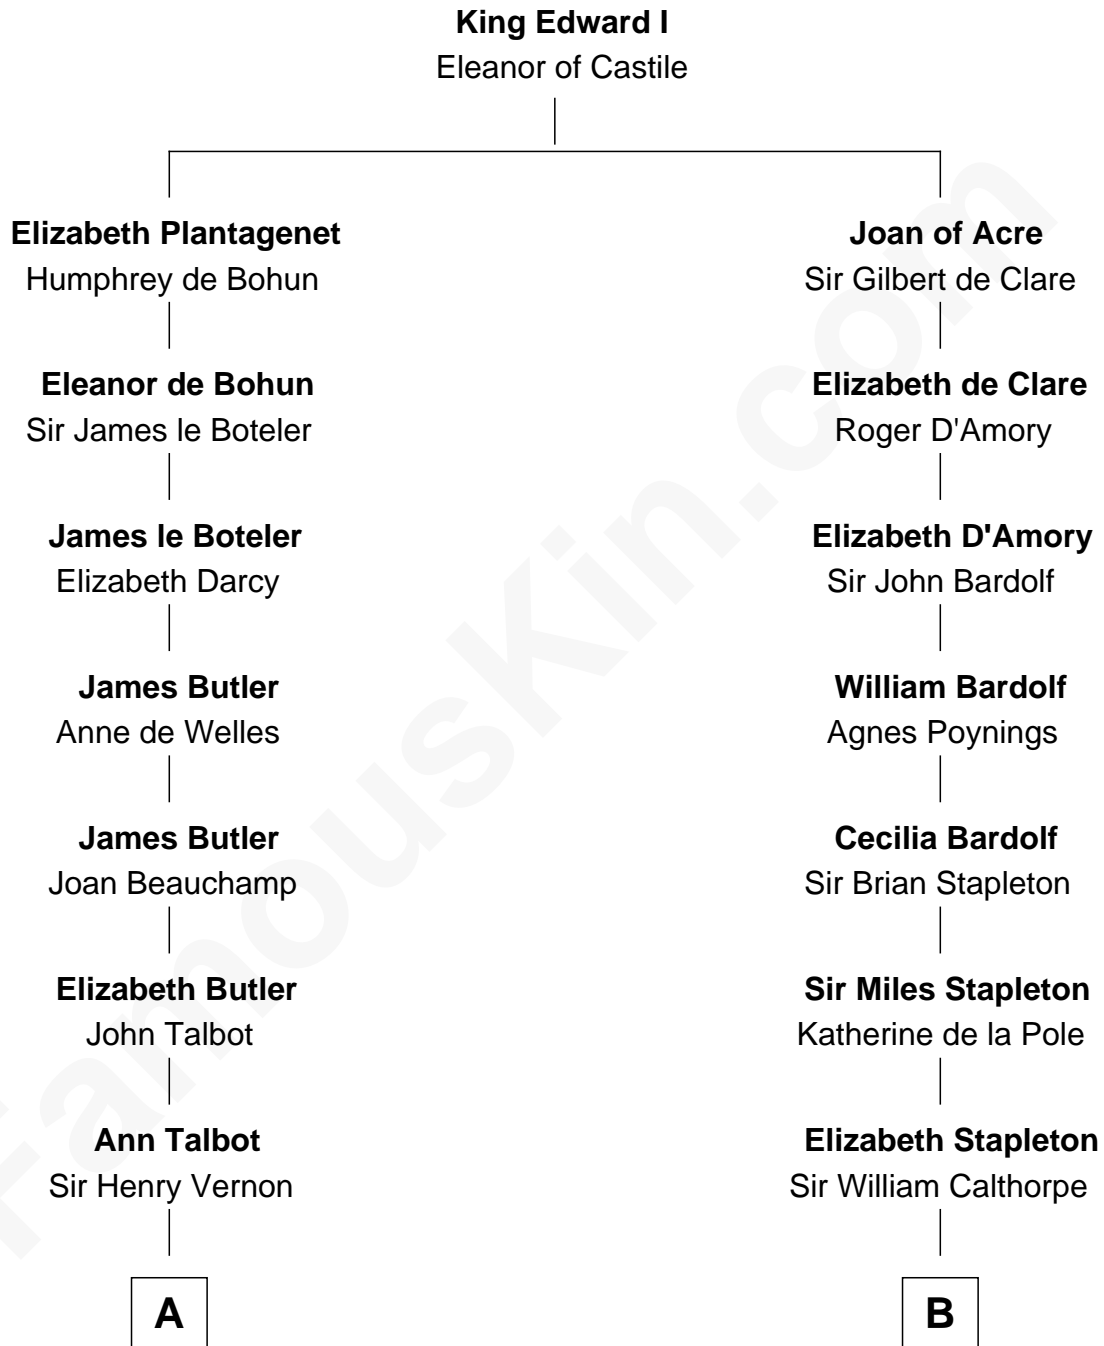 King Edward I
Eleanor of Castile
Elizabeth Plantagenet
Humphrey de Bohun
Eleanor de Bohun
Sir James le Boteler
James le Boteler
Elizabeth Darcy
James Butler
Anne de Welles
James Butler
Joan Beauchamp
Elizabeth Butler
John Talbot
Ann Talbot
Sir Henry Vernon
A
Joan of Acre
Sir Gilbert de Clare
Elizabeth de Clare
Roger D'Amory
Elizabeth D'Amory
Sir John Bardolf
William Bardolf
Agnes Poynings
Cecilia Bardolf
Sir Brian Stapleton
Sir Miles Stapleton
Katherine de la Pole
Elizabeth Stapleton
Sir William Calthorpe
B
FamousKin.com